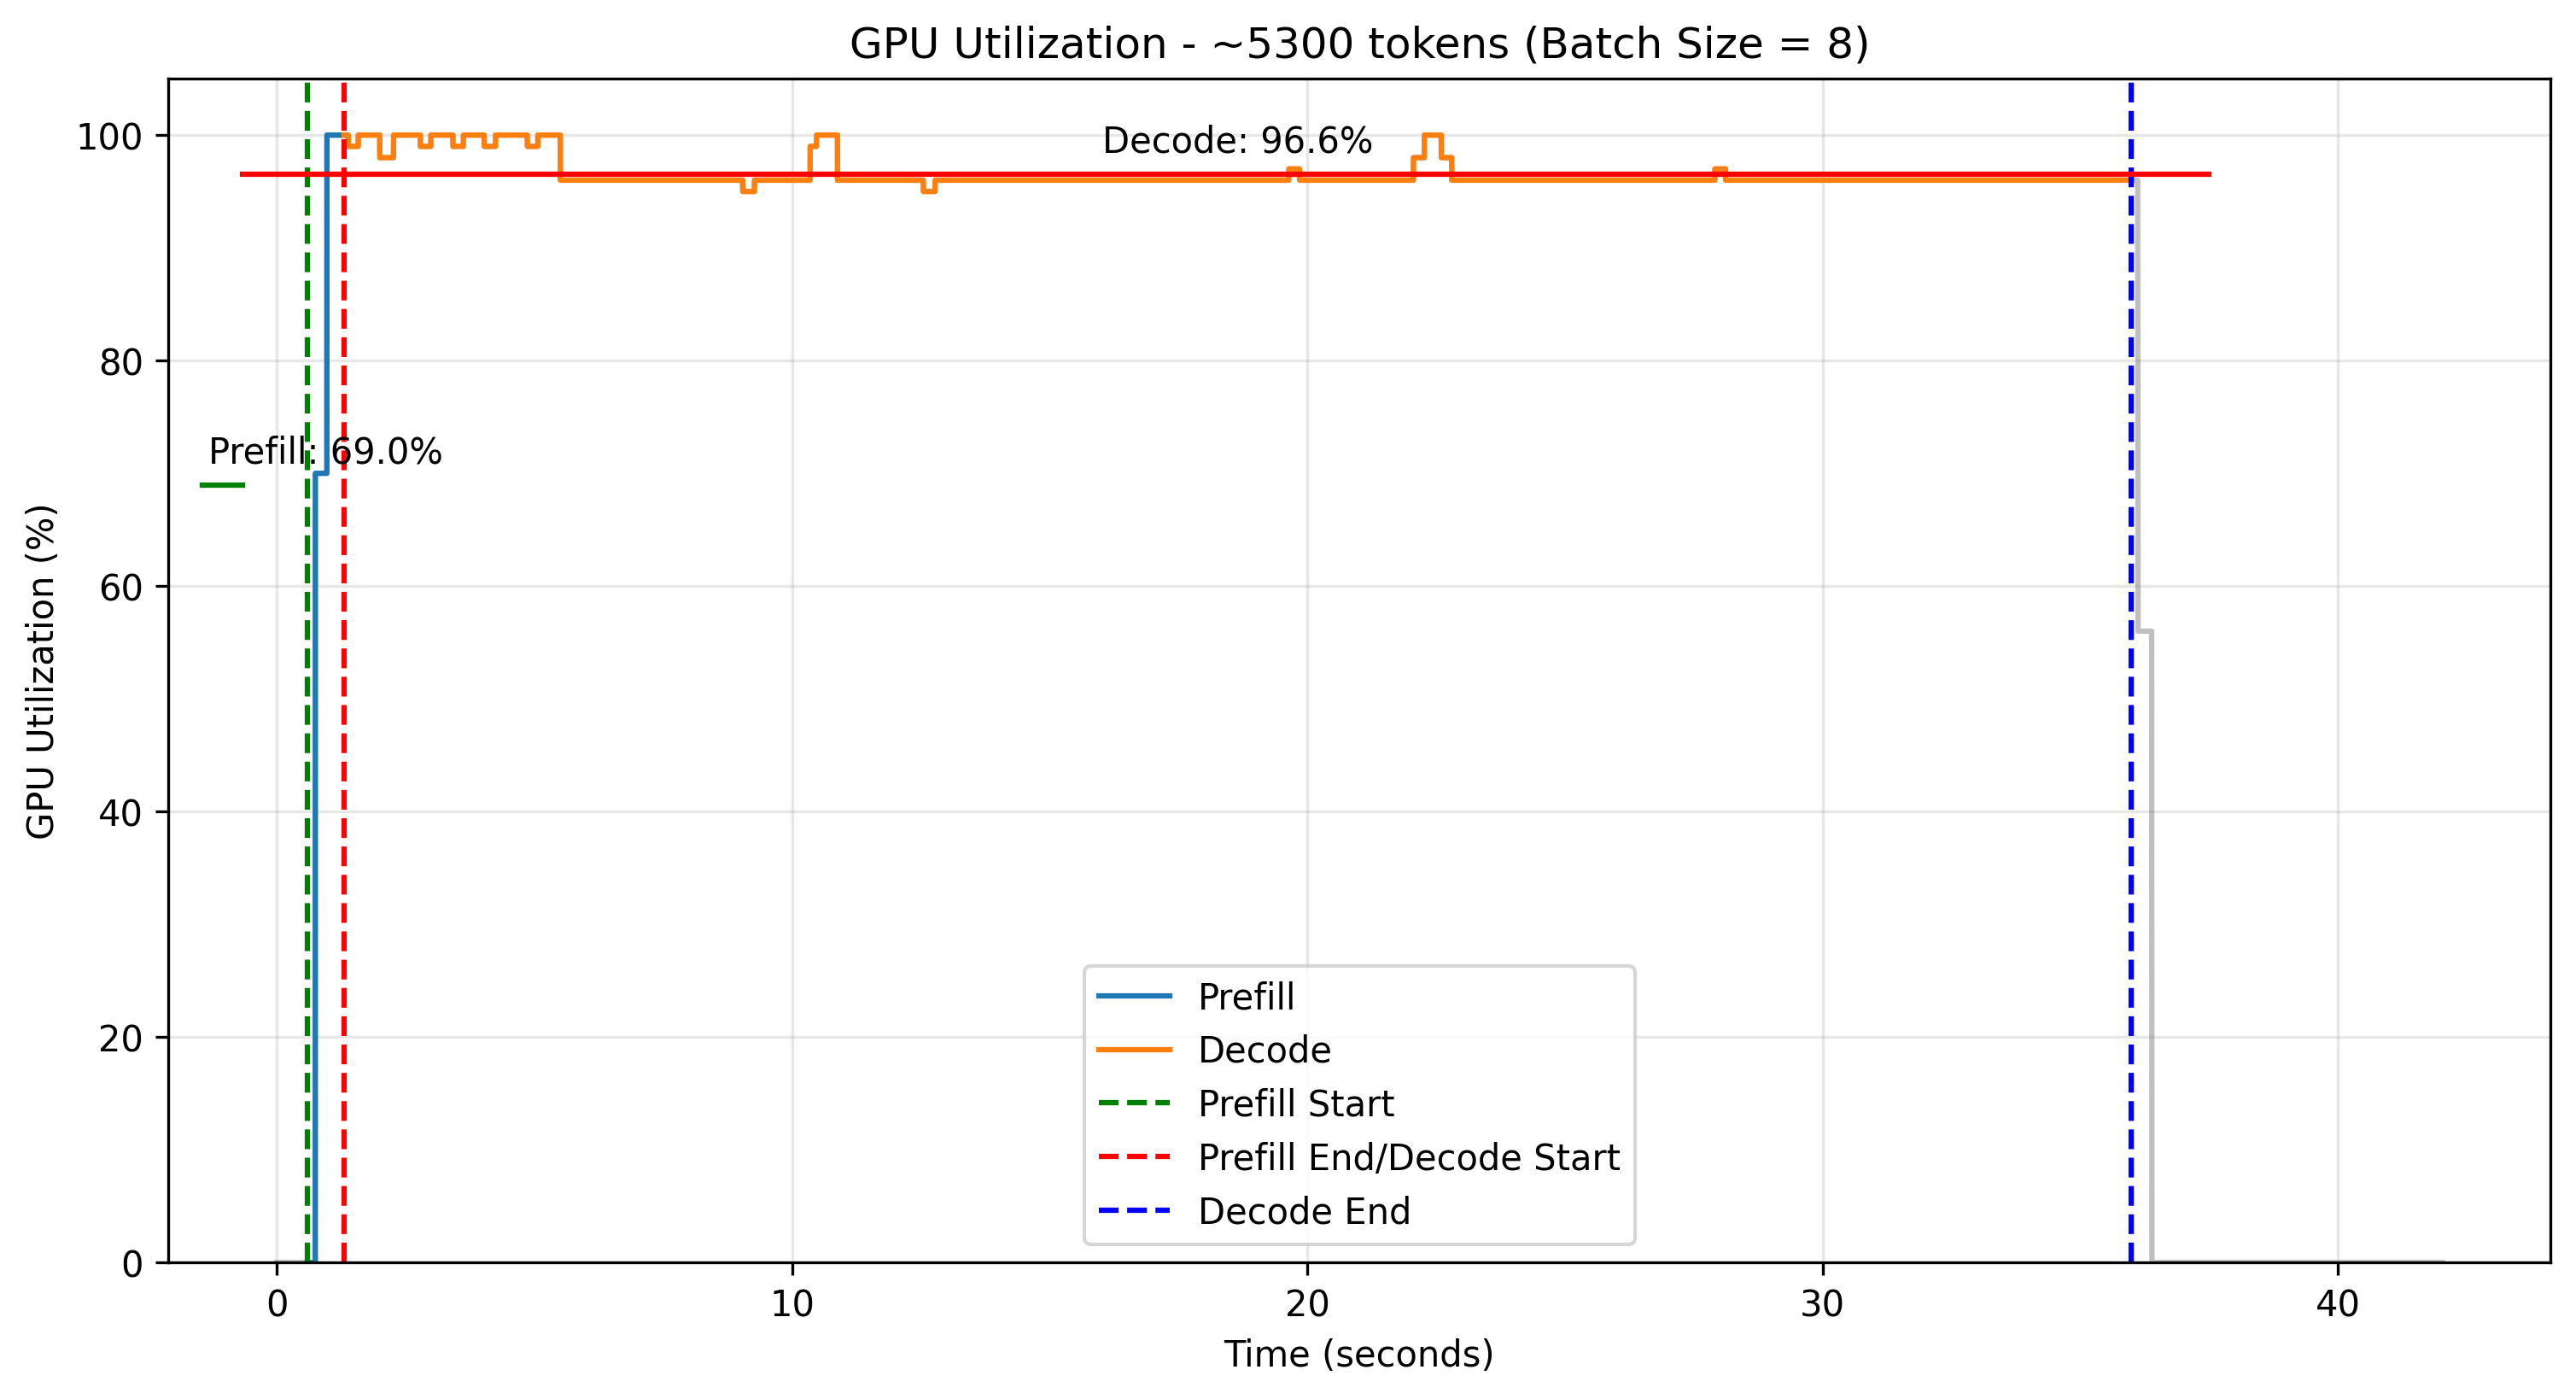 GPU Utilization - ~5300 tokens (Batch Size = 8)
GPU Utilization (%)
100
80
60
40
20
0
Decode: 96.6%
Prefill: 69.0%
Prefill
Decode
Prefill Start
Prefill End/Decode Start
Decode End
0
10
20
30
40
Time (seconds)